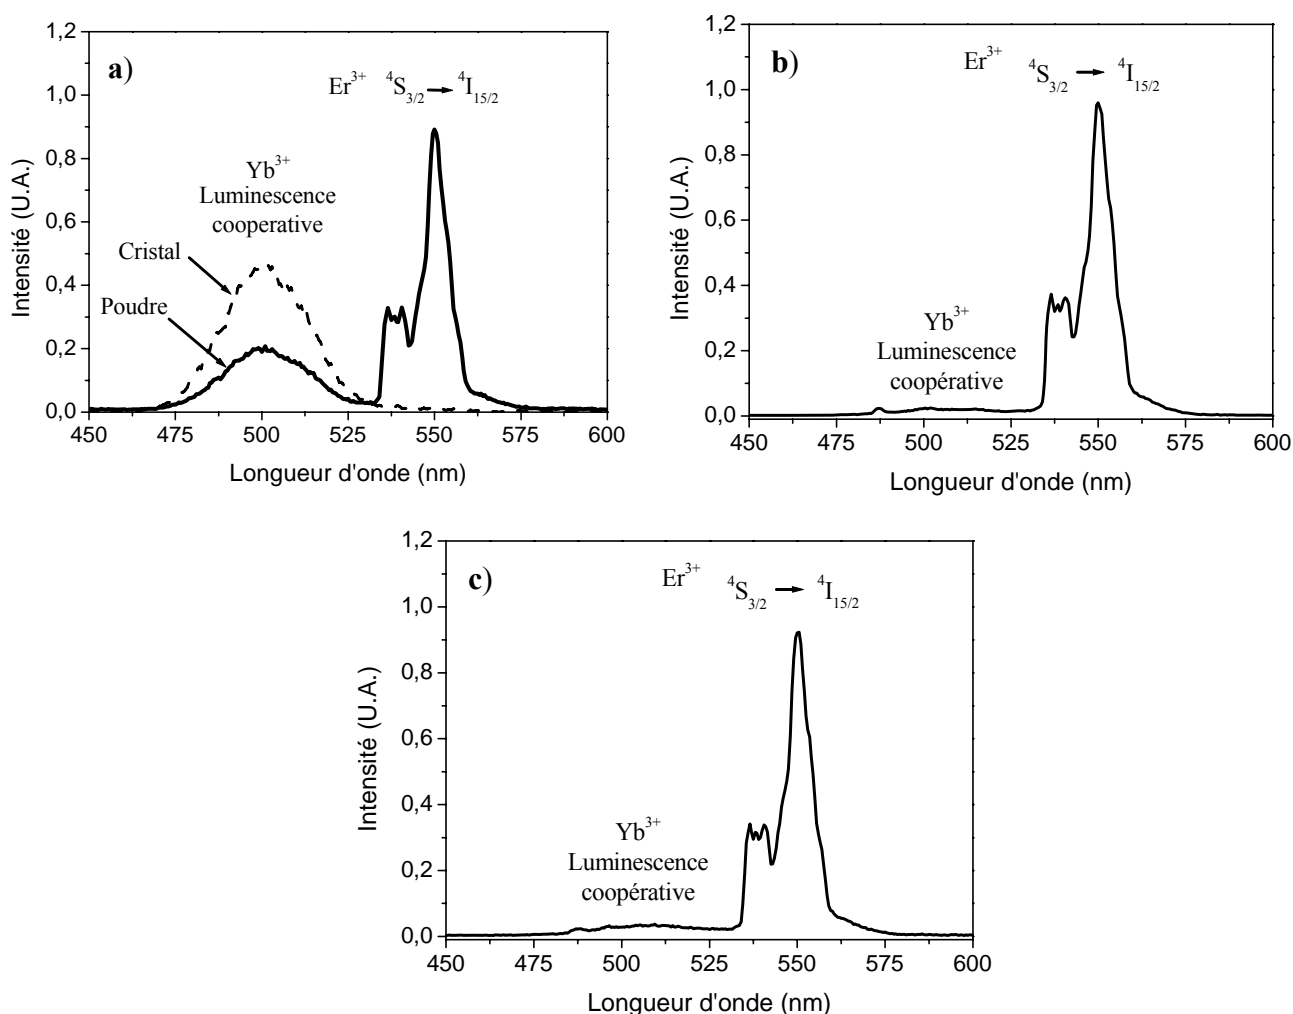 a)
Er³⁺ ⁴S₃/₂ → ⁴I₁₅/₂
Yb³⁺
Luminescence
cooperative
Cristal
Poudre
Intensité (U.A.)
1,2
1,0
0,8
0,6
0,4
0,2
0,0
450 475 500 525 550 575 600
Longueur d'onde (nm)
b)
Er³⁺ ⁴S₃/₂ → ⁴I₁₅/₂
Yb³⁺
Luminescence
coopérative
Intensité (U.A.)
1,2
1,0
0,8
0,6
0,4
0,2
0,0
450 475 500 525 550 575 600
Longueur d'onde (nm)
c)
Er³⁺ ⁴S₃/₂ → ⁴I₁₅/₂
Yb³⁺
Luminescence
coopérative
Intensité (U.A.)
1,2
1,0
0,8
0,6
0,4
0,2
0,0
450 475 500 525 550 575 600
Longueur d'onde (nm)